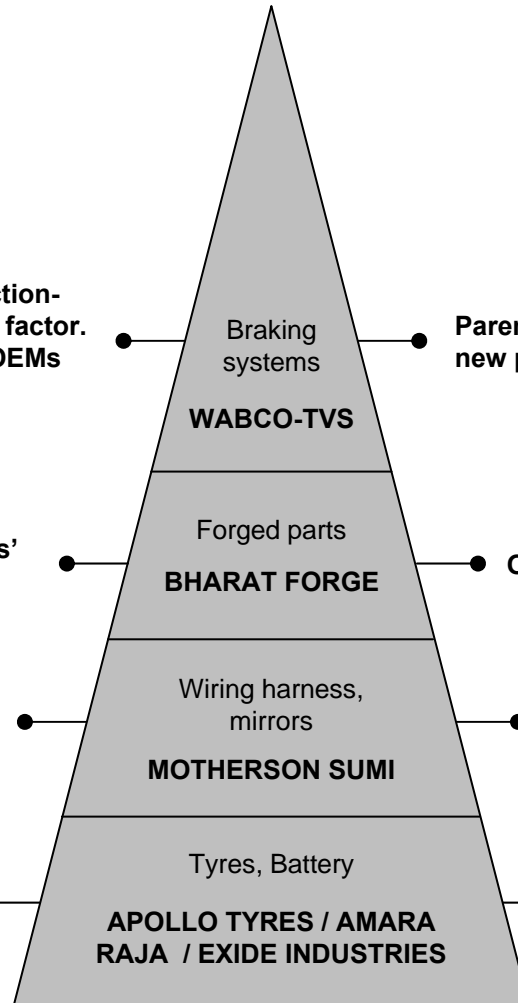 ction-
factor.
OEMs
Braking
systems
WABCO-TVS
Paren
new p
Forged parts
BHARAT FORGE
s’
Wiring harness,
mirrors
MOTHERSON SUMI
Tyres, Battery
APOLLO TYRES / AMARA
RAJA / EXIDE INDUSTRIES